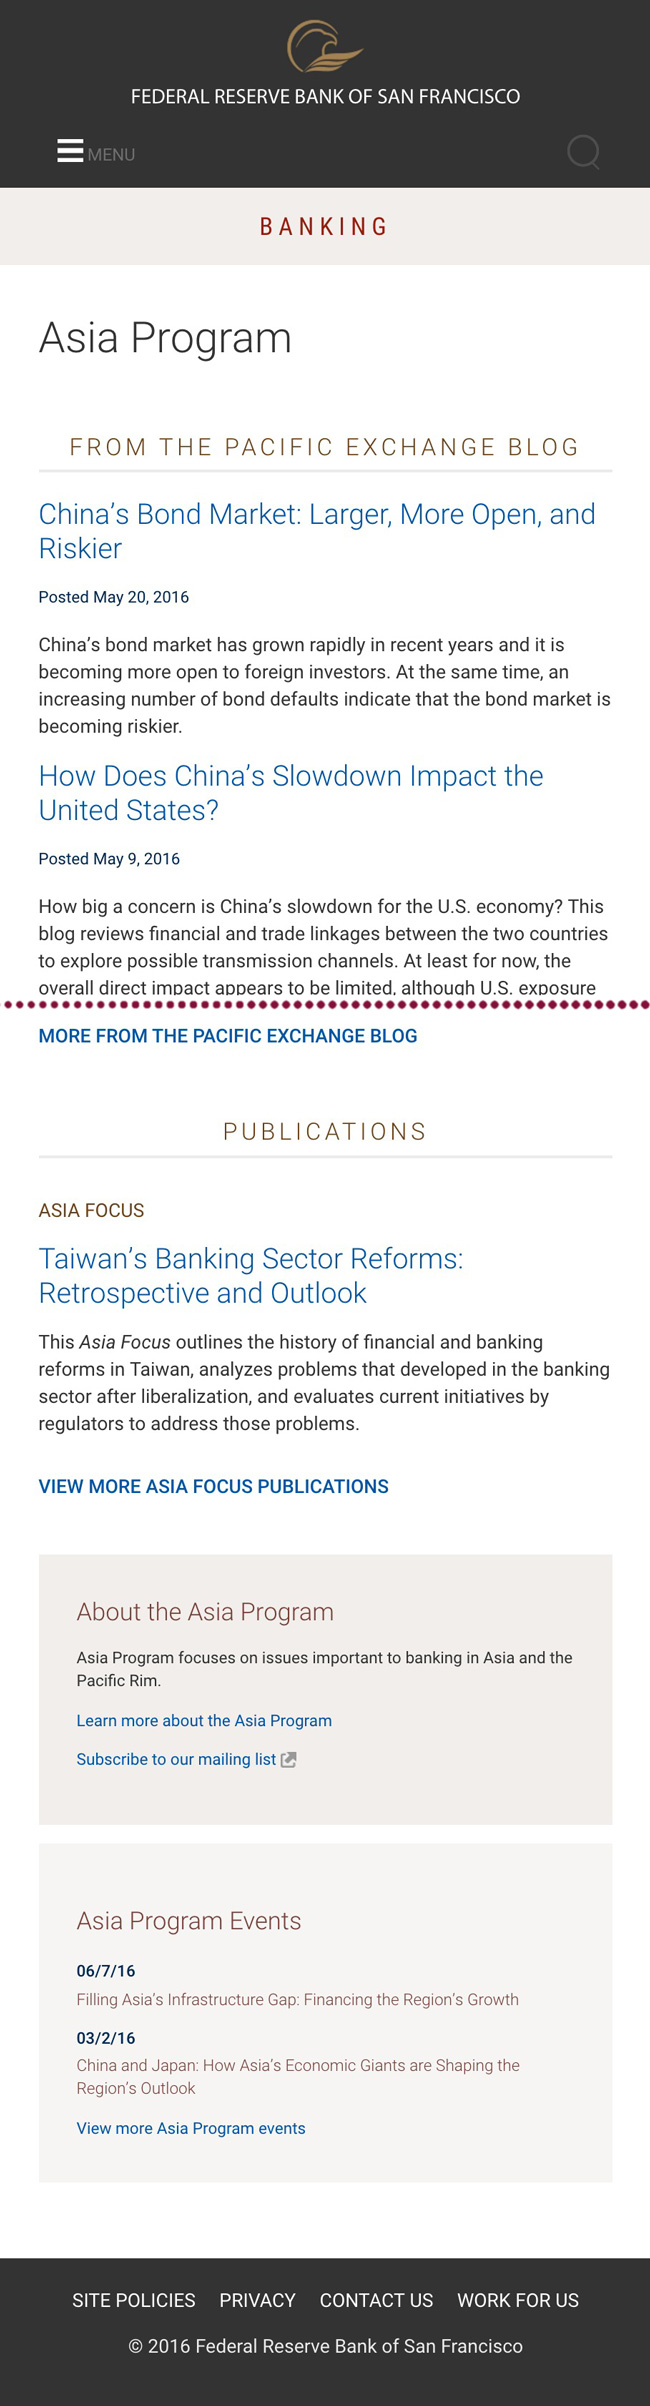 FEDERAL RESERVE BANK OF SAN FRANCISCO
MENU
BANKING
Asia Program
FROM THE PACIFIC EXCHANGE BLOG
China’s Bond Market: Larger, More Open, and
Riskier
Posted May 20, 2016
China’s bond market has grown rapidly in recent years and it is
becoming more open to foreign investors. At the same time, an
increasing number of bond defaults indicate that the bond market is
becoming riskier.
How Does China’s Slowdown Impact the
United States?
Posted May 9, 2016
How big a concern is China’s slowdown for the U.S. economy? This
blog reviews financial and trade linkages between the two countries
to explore possible transmission channels. At least for now, the
overall direct impact appears to be limited, although U.S. exposure
MORE FROM THE PACIFIC EXCHANGE BLOG
PUBLICATIONS
ASIA FOCUS
Taiwan’s Banking Sector Reforms:
Retrospective and Outlook
This Asia Focus outlines the history of financial and banking
reforms in Taiwan, analyzes problems that developed in the banking
sector after liberalization, and evaluates current initiatives by
regulators to address those problems.
VIEW MORE ASIA FOCUS PUBLICATIONS
About the Asia Program
Asia Program focuses on issues important to banking in Asia and the
Pacific Rim.
Learn more about the Asia Program
Subscribe to our mailing list
Asia Program Events
06/7/16
Filling Asia’s Infrastructure Gap: Financing the Region’s Growth
03/2/16
China and Japan: How Asia’s Economic Giants are Shaping the
Region’s Outlook
View more Asia Program events
SITE POLICIES PRIVACY CONTACT US WORK FOR US
© 2016 Federal Reserve Bank of San Francisco